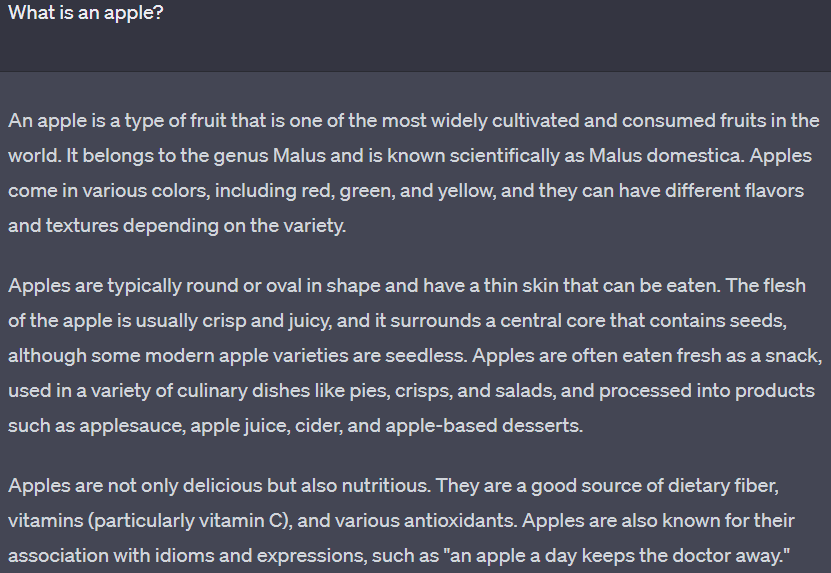 What is an apple?
An apple is a type of fruit that is one of the most widely cultivated and consumed fruits in the
world. It belongs to the genus Malus and is known scientifically as Malus domestica. Apples
come in various colors, including red, green, and yellow, and they can have different flavors
and textures depending on the variety.
Apples are typically round or oval in shape and have a thin skin that can be eaten. The flesh
of the apple is usually crisp and juicy, and it surrounds a central core that contains seeds,
although some modern apple varieties are seedless. Apples are often eaten fresh as a snack,
used in a variety of culinary dishes like pies, crisps, and salads, and processed into products
such as applesauce, apple juice, cider, and apple-based desserts.
Apples are not only delicious but also nutritious. They are a good source of dietary fiber,
vitamins (particularly vitamin C), and various antioxidants. Apples are also known for their
association with idioms and expressions, such as "an apple a day keeps the doctor away."